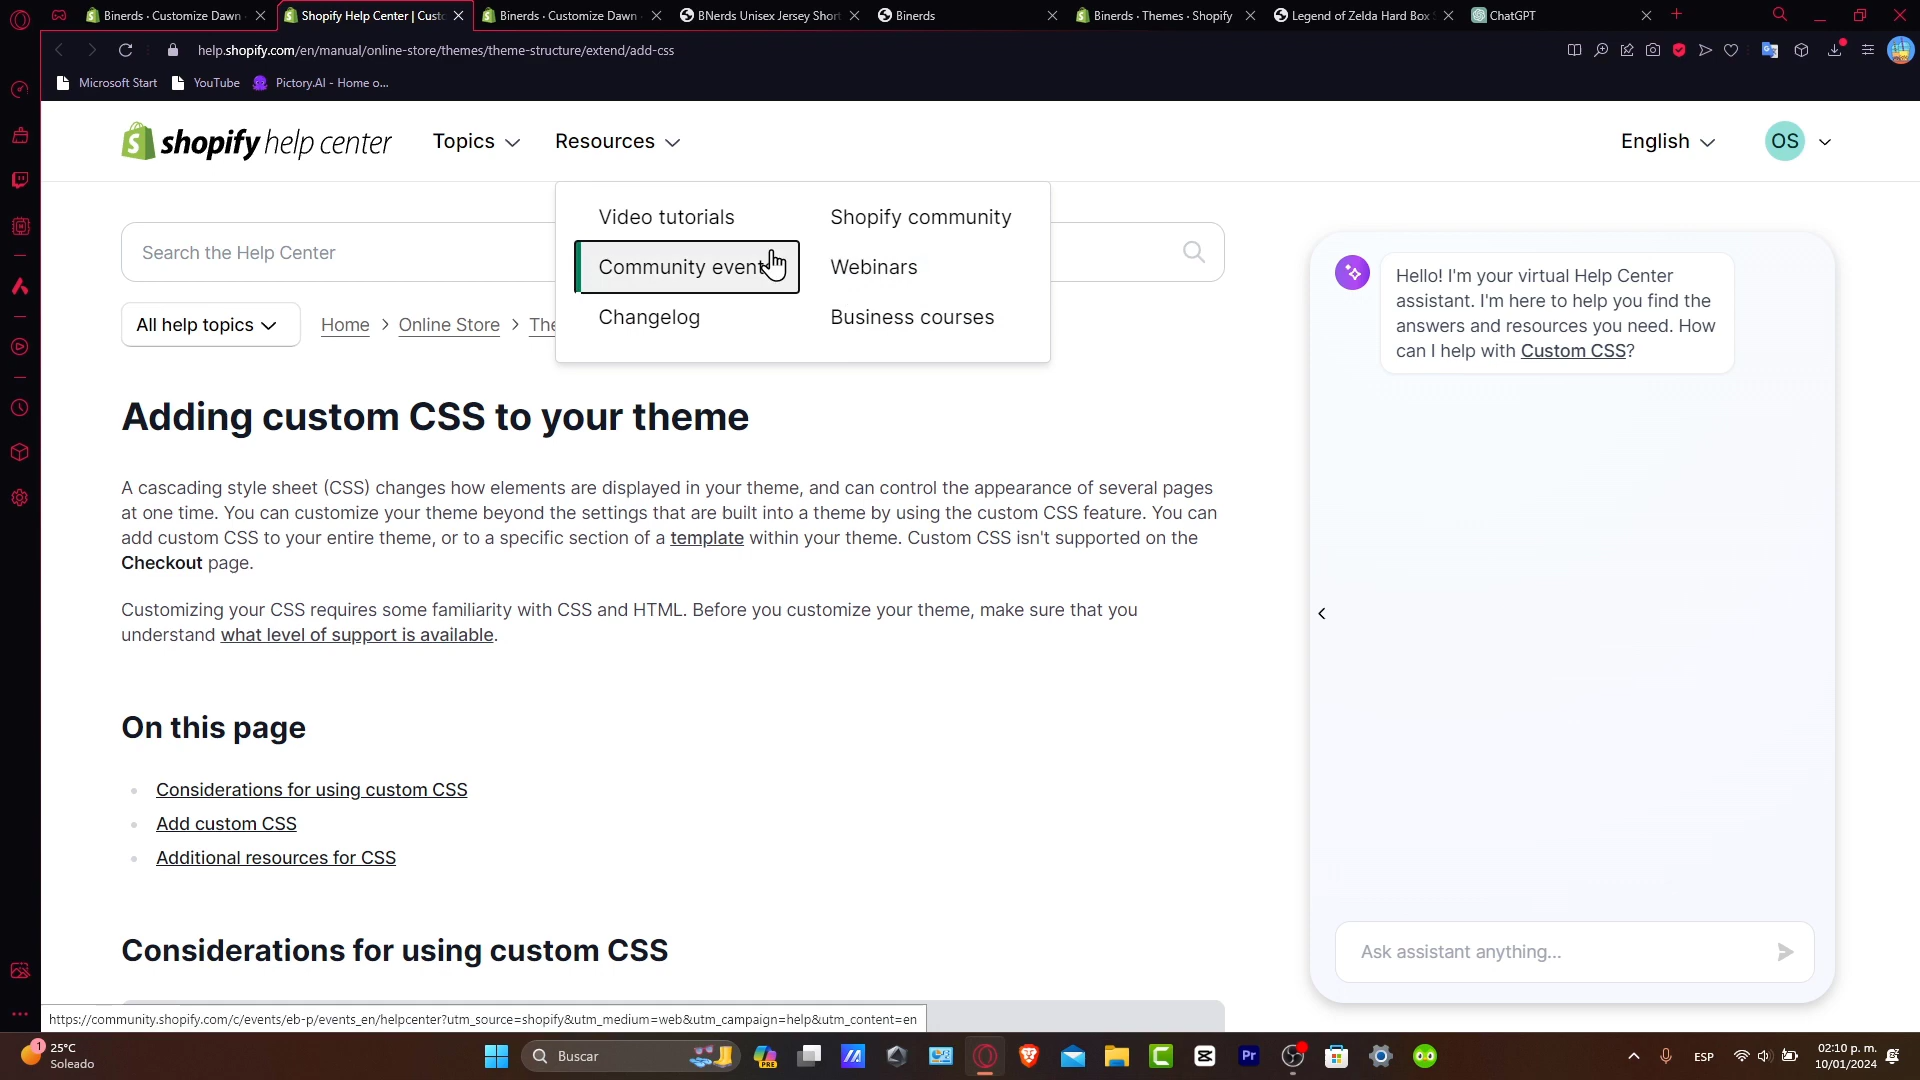 Binerds · Customize Dawn
Shopify Help Center | Custo
Binerds · Customize Dawn
BNerds Unisex Jersey Short
Binerds
Binerds · Themes · Shopify
Legend of Zelda Hard Box S
ChatGPT
help.shopify.com/en/manual/online-store/themes/theme-structure/extend/add-css
Microsoft Start
YouTube
Pictory.AI - Home o...
shopify help center
Topics
Resources
English
OS
Video tutorials
Shopify community
Search the Help Center
Community event
Webinars
Changelog
Business courses
All help topics
Home > Online Store > The
Hello! I'm your virtual Help Center
assistant. I'm here to help you find the
answers and resources you need. How
can I help with Custom CSS?
Adding custom CSS to your theme
A cascading style sheet (CSS) changes how elements are displayed in your theme, and can control the appearance of several pages
at one time. You can customize your theme beyond the settings that are built into a theme by using the custom CSS feature. You can
add custom CSS to your entire theme, or to a specific section of a template within your theme. Custom CSS isn't supported on the
Checkout page.
Customizing your CSS requires some familiarity with CSS and HTML. Before you customize your theme, make sure that you
understand what level of support is available.
On this page
Considerations for using custom CSS
Add custom CSS
Additional resources for CSS
Considerations for using custom CSS
Ask assistant anything...
https://community.shopify.com/c/events/eb-p/events_en/helpcenter?utm_source=shopify&utm_medium=web&utm_campaign=help&utm_content=en
1
25°C
Soleado
Buscar
PRE
Pr
ESP
02:10 p. m.
10/01/2024